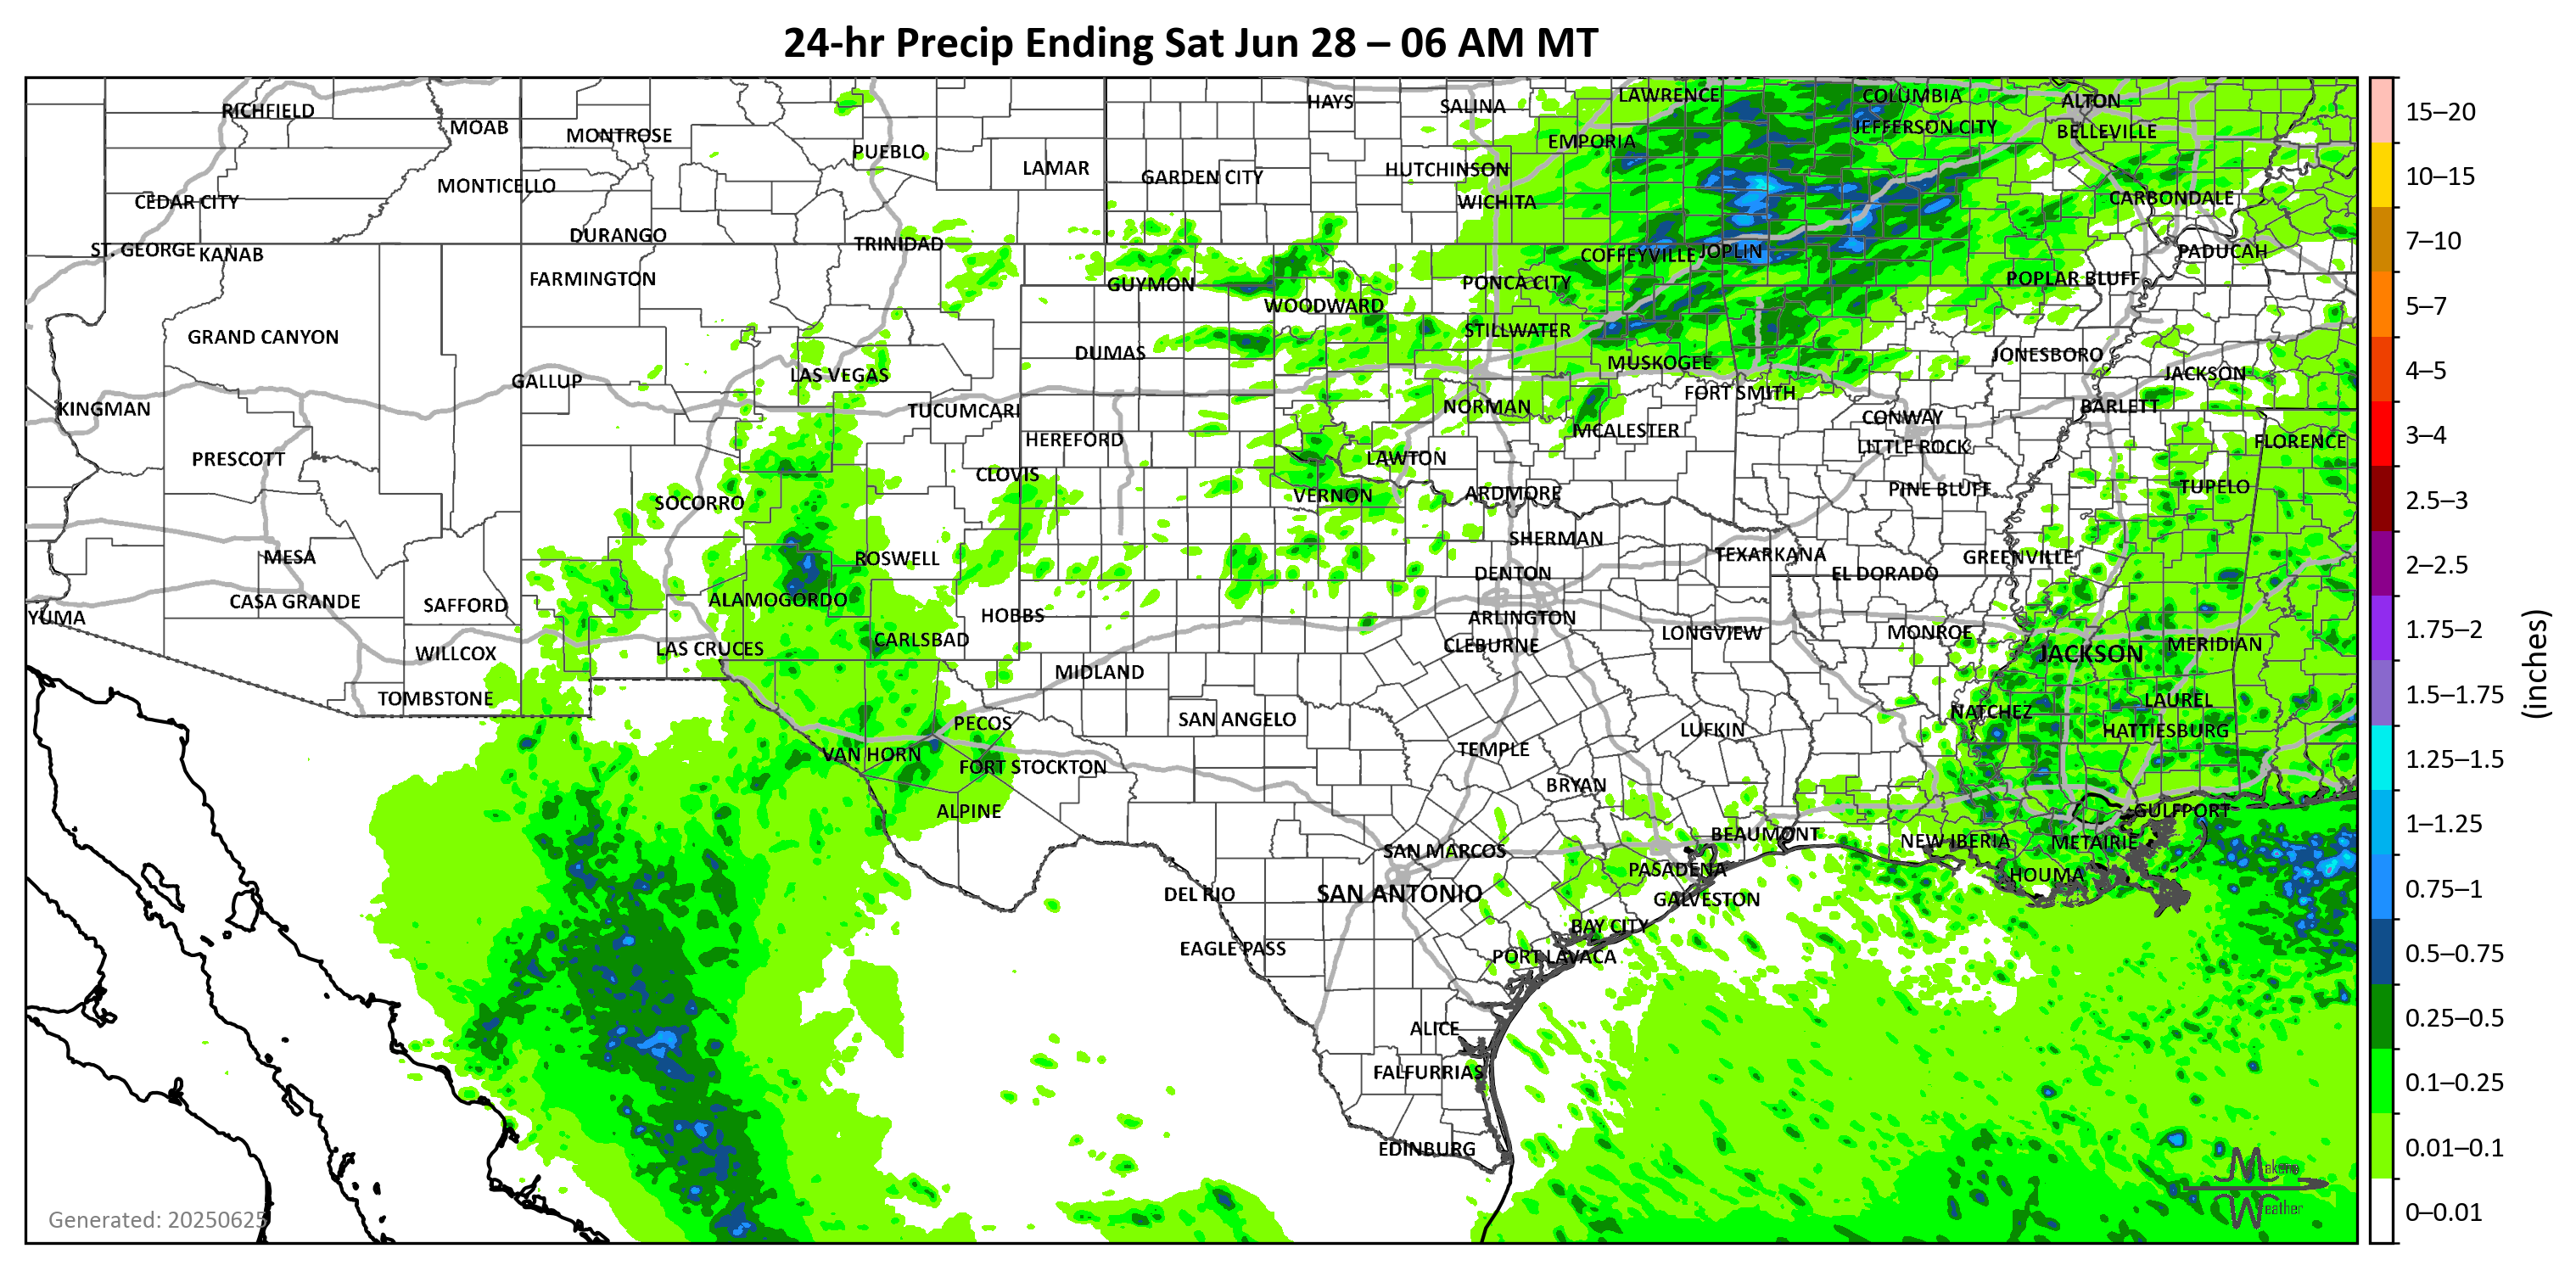 24-hr Precip Ending Sat Jun 28 – 06 AM MT
RICHFIELD
MOAB
MONTROSE
PUEBLO
LAMAR
HAYS
SALINA
LAWRENCE
COLUMBIA
ALTON
JEFFERSON CITY
BELLEVILLE
EMPORIA
HUTCHINSON
GARDEN CITY
MONTICELLO
CEDAR CITY
WICHITA
CARBONDALE
DURANGO
TRINIDAD
ST. GEORGE
KANAB
COFFEYVILLE
JOPLIN
PADUCAH
FARMINGTON
GUYMON
PONCA CITY
POPLAR BLUFF
WOODWARD
GRAND CANYON
STILLWATER
DUMAS
MUSKOGEE
JONESBORO
GALLUP
LAS VEGAS
JACKSON
FORT SMITH
KINGMAN
TUCUMCARI
NORMAN
BARLETT
CONWAY
HEREFORD
MCALESTER
LITTLE ROCK
FLORENCE
PRESCOTT
LAWTON
CLOVIS
SOCORRO
VERNON
ARDMORE
PINE BLUFF
TUPELO
SHERMAN
MESA
ROSWELL
TEXARKANA
GREENVILLE
DENTON
EL DORADO
CASA GRANDE
SAFFORD
ALAMOGORDO
YUMA
HOBBS
ARLINGTON
LONGVIEW
MONROE
CARLSBAD
CLEBURNE
MERIDIAN
WILLCOX
LAS CRUCES
JACKSON
MIDLAND
TOMBSTONE
LAUREL
NATCHEZ
SAN ANGELO
PECOS
LUFKIN
HATTIESBURG
VAN HORN
TEMPLE
FORT STOCKTON
BRYAN
ALPINE
GULFPORT
BEAUMONT
NEW IBERIA
METAIRIE
SAN MARCOS
PASADENA
HOUMA
DEL RIO
SAN ANTONIO
GALVESTON
BAY CITY
EAGLE PASS
PORT LAVACA
ALICE
FALFURRIAS
EDINBURG
Generated: 20250625
Makens
Weather
15–20
10–15
7–10
5–7
4–5
3–4
2.5–3
2–2.5
1.75–2
1.5–1.75
1.25–1.5
1–1.25
0.75–1
0.5–0.75
0.25–0.5
0.1–0.25
0.01–0.1
0–0.01
(inches)